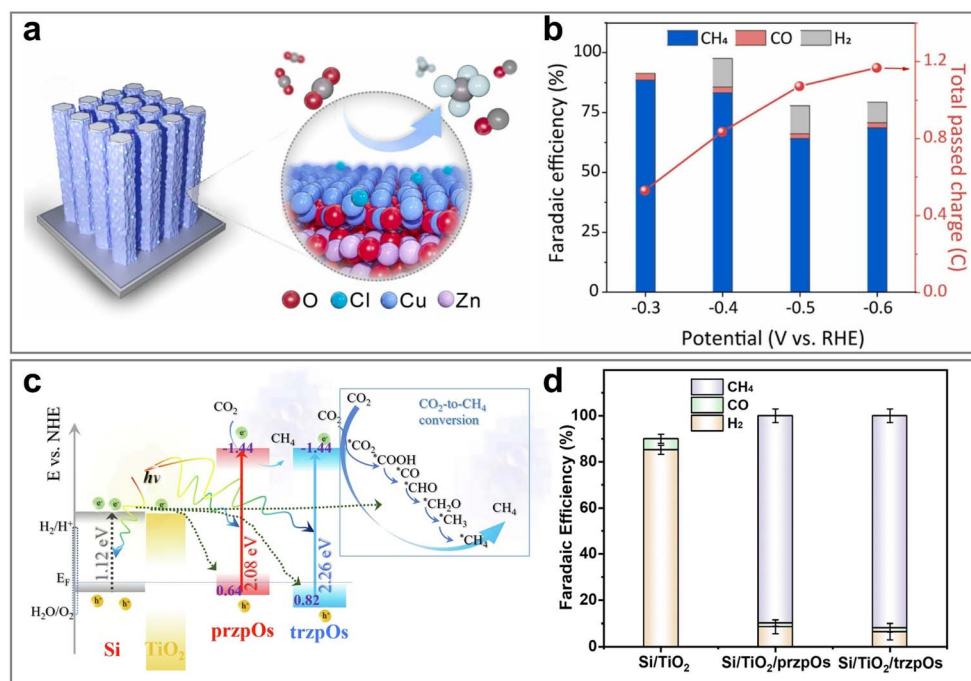 a
O Cl Cu Zn
b
CH₄ CO H₂
Faradaic efficiency (%)
100
75
50
25
0
1.2
0.8
0.4
0.0
Total passed charge (C)
-0.3 -0.4 -0.5 -0.6
Potential (V vs. RHE)
c
E vs. NHE
H₂/H⁺
E_F
H₂O/O₂
hν
e⁻ e⁻ e⁻
1.12 eV
h⁺ h⁺
Si
TiO₂
CO₂
e⁻
-1.44
2.08 eV
0.64
h⁺
przpOs
CH₄
CO₂
e⁻
-1.44
2.26 eV
0.82
h⁺
trzpOs
CO₂
CO₂-to-CH₄
conversion
*CO₂
*COOH
*CO
*CHO
*CH₂O
*CH₃
*CH₄
CH₄
d
CH₄
CO
H₂
Faradaic Efficiency (%)
100
80
60
40
20
0
Si/TiO₂ Si/TiO₂/przpOs Si/TiO₂/trzpOs